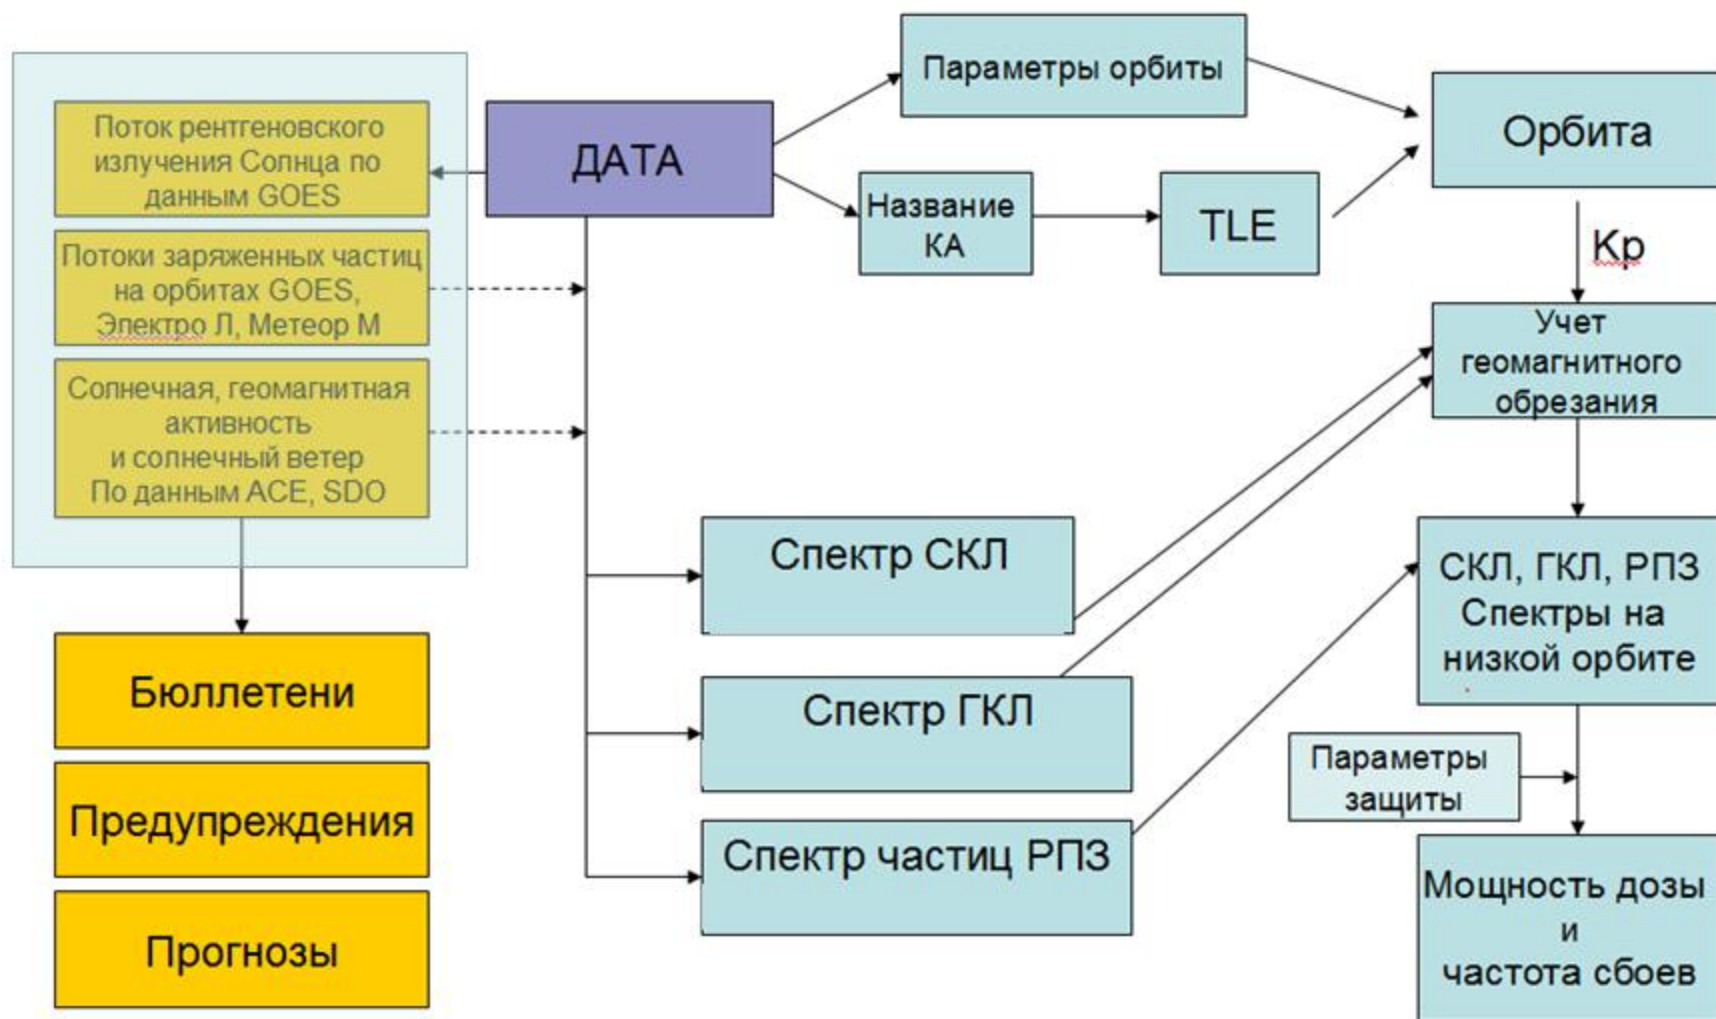 Поток рентгеновского
излучения Солнца по
данным GOES
Потоки заряженных частиц
на орбитах GOES,
Электро Л, Метеор М
Солнечная, геомагнитная
активность
и солнечный ветер
По данным ACE, SDO
Бюллетени
Предупреждения
Прогнозы
ДАТА
Параметры орбиты
Название
КА
TLE
Орбита
Kp
Учет
геомагнитного
обрезания
Спектр СКЛ
Спектр ГКЛ
Спектр частиц РПЗ
СКЛ, ГКЛ, РПЗ
Спектры на
низкой орбите
Параметры
защиты
Мощность дозы
и
частота сбоев